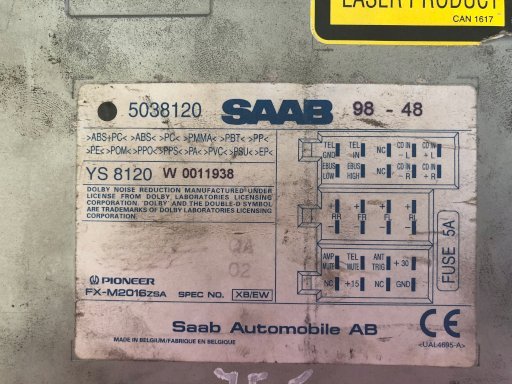 LASER PRODUCT
CAN 1617
5038120 SAAB 98 - 48
>ABS+PC< >ABS< >PC< >PMMA< >PBT< >PP<
>PE< >POM< >PPO< >PPS< >PA< >PVC< >PSU< >EP<
YS 8120 W 0011938
DOLBY NOISE REDUCTION MANUFACTURED UNDER
LICENSE FROM DOLBY LABORATORIES LICENSING
CORPORATION. "DOLBY" AND THE DOUBLE-D SYMBOL
ARE TRADEMARKS OF DOLBY LABORATORIES LICENSING
CORPORATION.
TEL GND TEL IN NC CD IN - L CD IN + L
EBUS LOW EBUS HIGH NC CD IN - R CD IN + R
+ + + +
RR FR FL RL
- - - -
AMP MUTE TEL MUTE ANT TRIG +30
NC +15 NC GND
FUSE 5A
02
PIONEER
FX-M2016ZSA SPEC NO. XB/EW
Saab Automobile AB
MADE IN BELGIUM/FABRIQUE EN BELGIQUE
CE
<UAL4695-A>